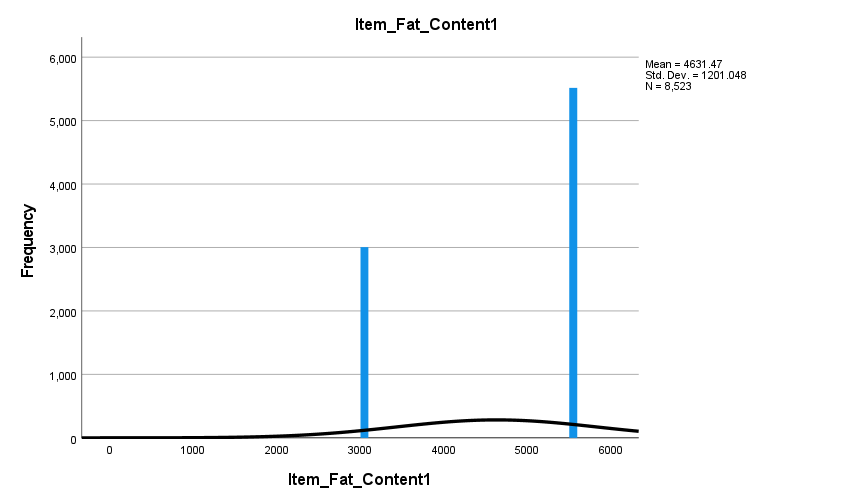 Item_Fat_Content1
6,000
5,000
4,000
3,000
2,000
1,000
0
Frequency
0 1000 2000 3000 4000 5000 6000
Item_Fat_Content1
Mean = 4631.47
Std. Dev. = 1201.048
N = 8,523